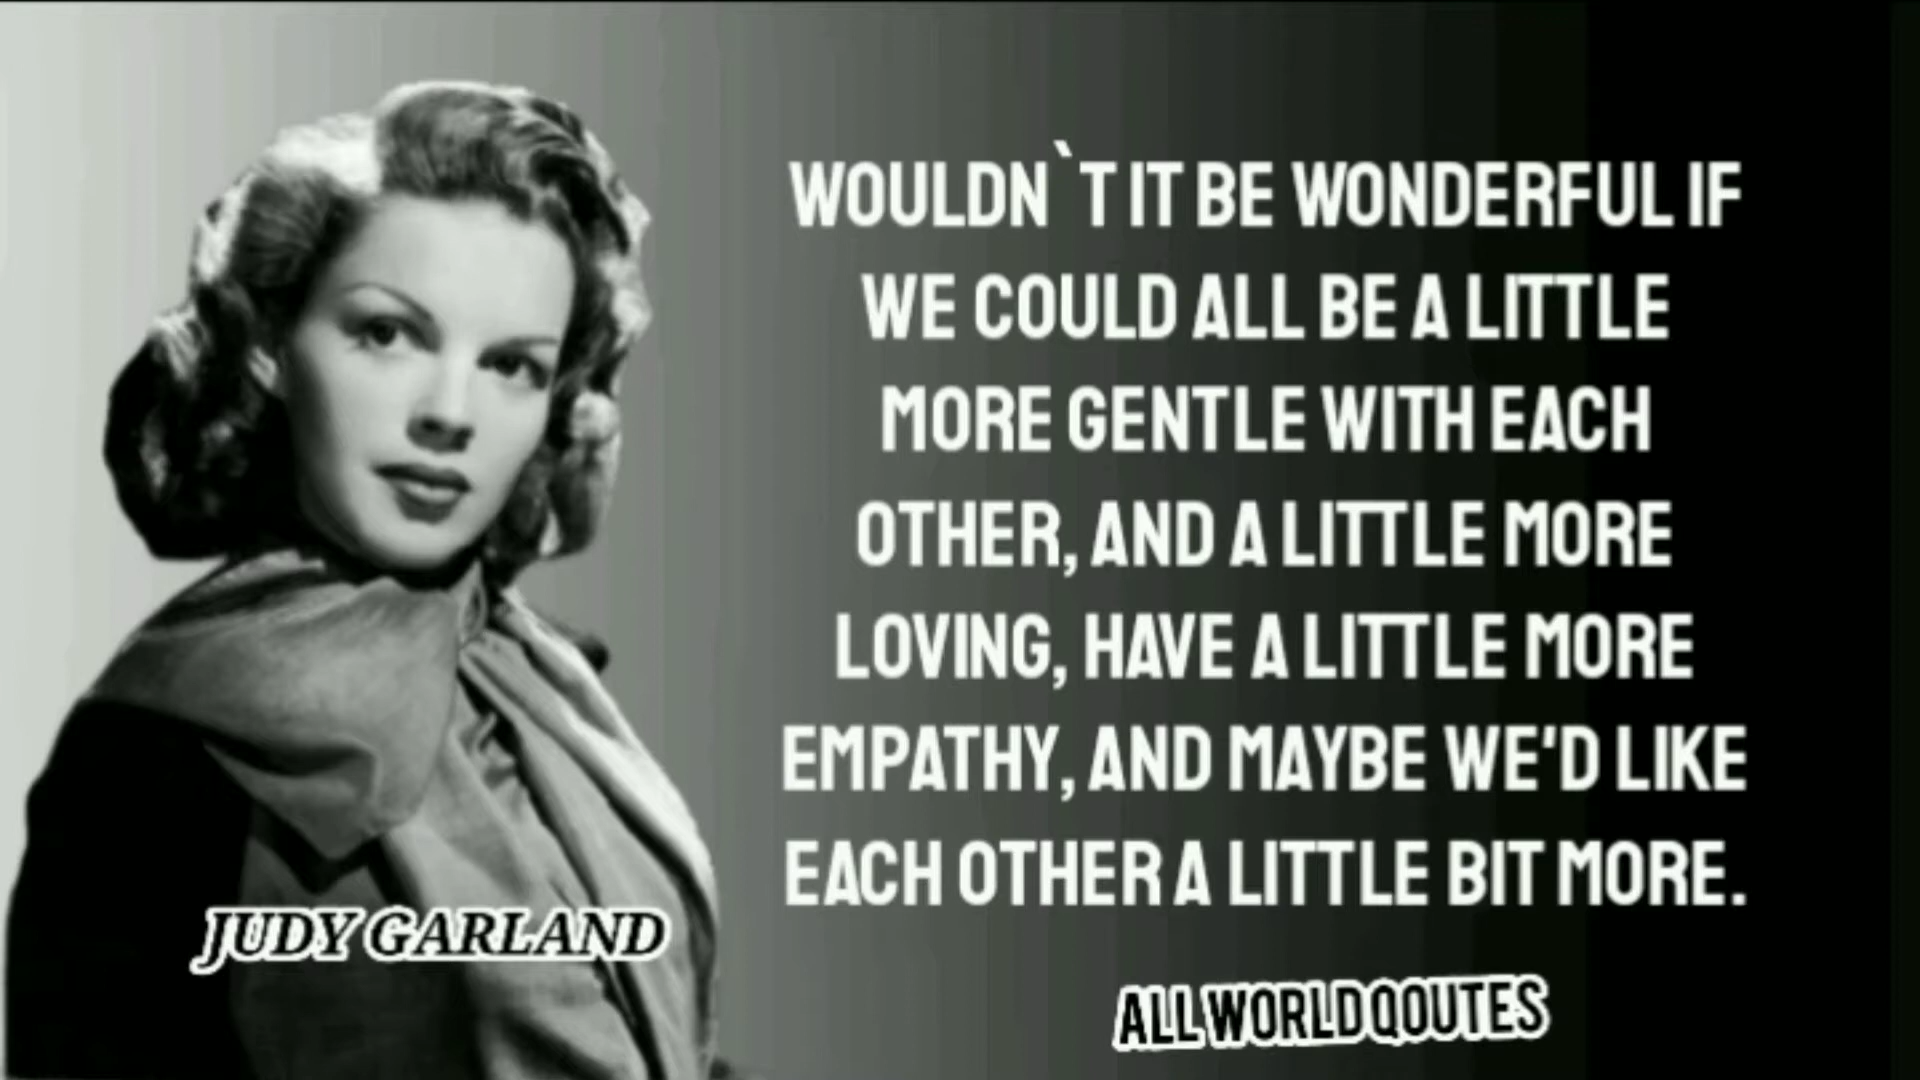 WOULDN`T IT BE WONDERFUL IF
WE COULD ALL BE A LITTLE
MORE GENTLE WITH EACH
OTHER, AND A LITTLE MORE
LOVING, HAVE A LITTLE MORE
EMPATHY, AND MAYBE WE'D LIKE
EACH OTHER A LITTLE BIT MORE.
JUDY GARLAND
ALL WORLD QOUTES